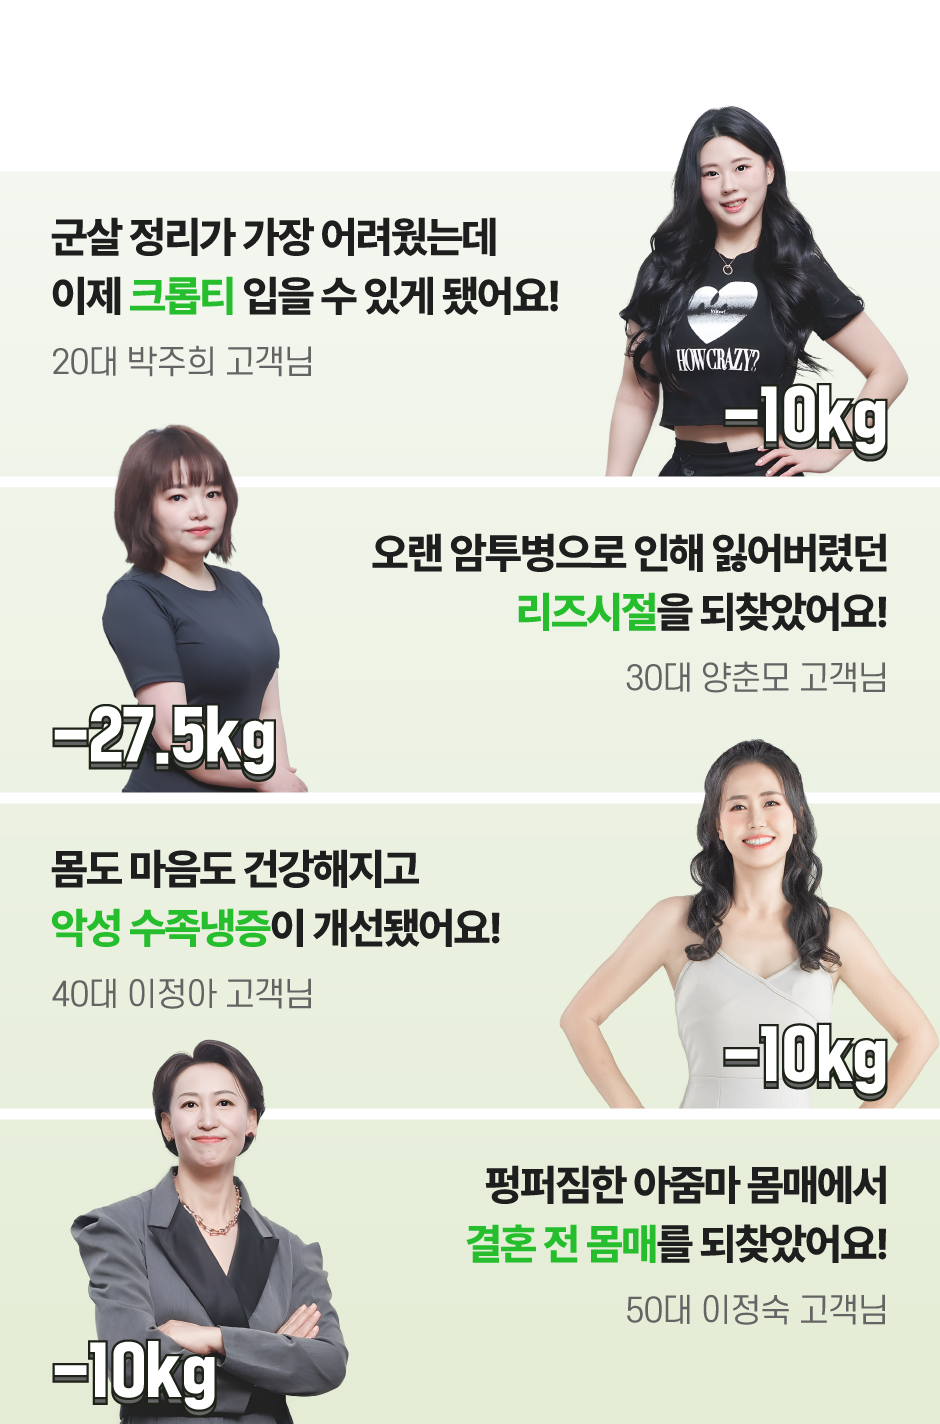 군살 정리가 가장 어려웠는데
이제 크롭티 입을 수 있게 됐어요!
20대 박주희 고객님
HOW CRAZY?
-10kg
오랜 암투병으로 인해 잃어버렸던
리즈시절을 되찾았어요!
30대 양춘모 고객님
-27.5kg
몸도 마음도 건강해지고
악성 수족냉증이 개선됐어요!
40대 이정아 고객님
-10kg
펑퍼짐한 아줌마 몸매에서
결혼 전 몸매를 되찾았어요!
50대 이정숙 고객님
-10kg